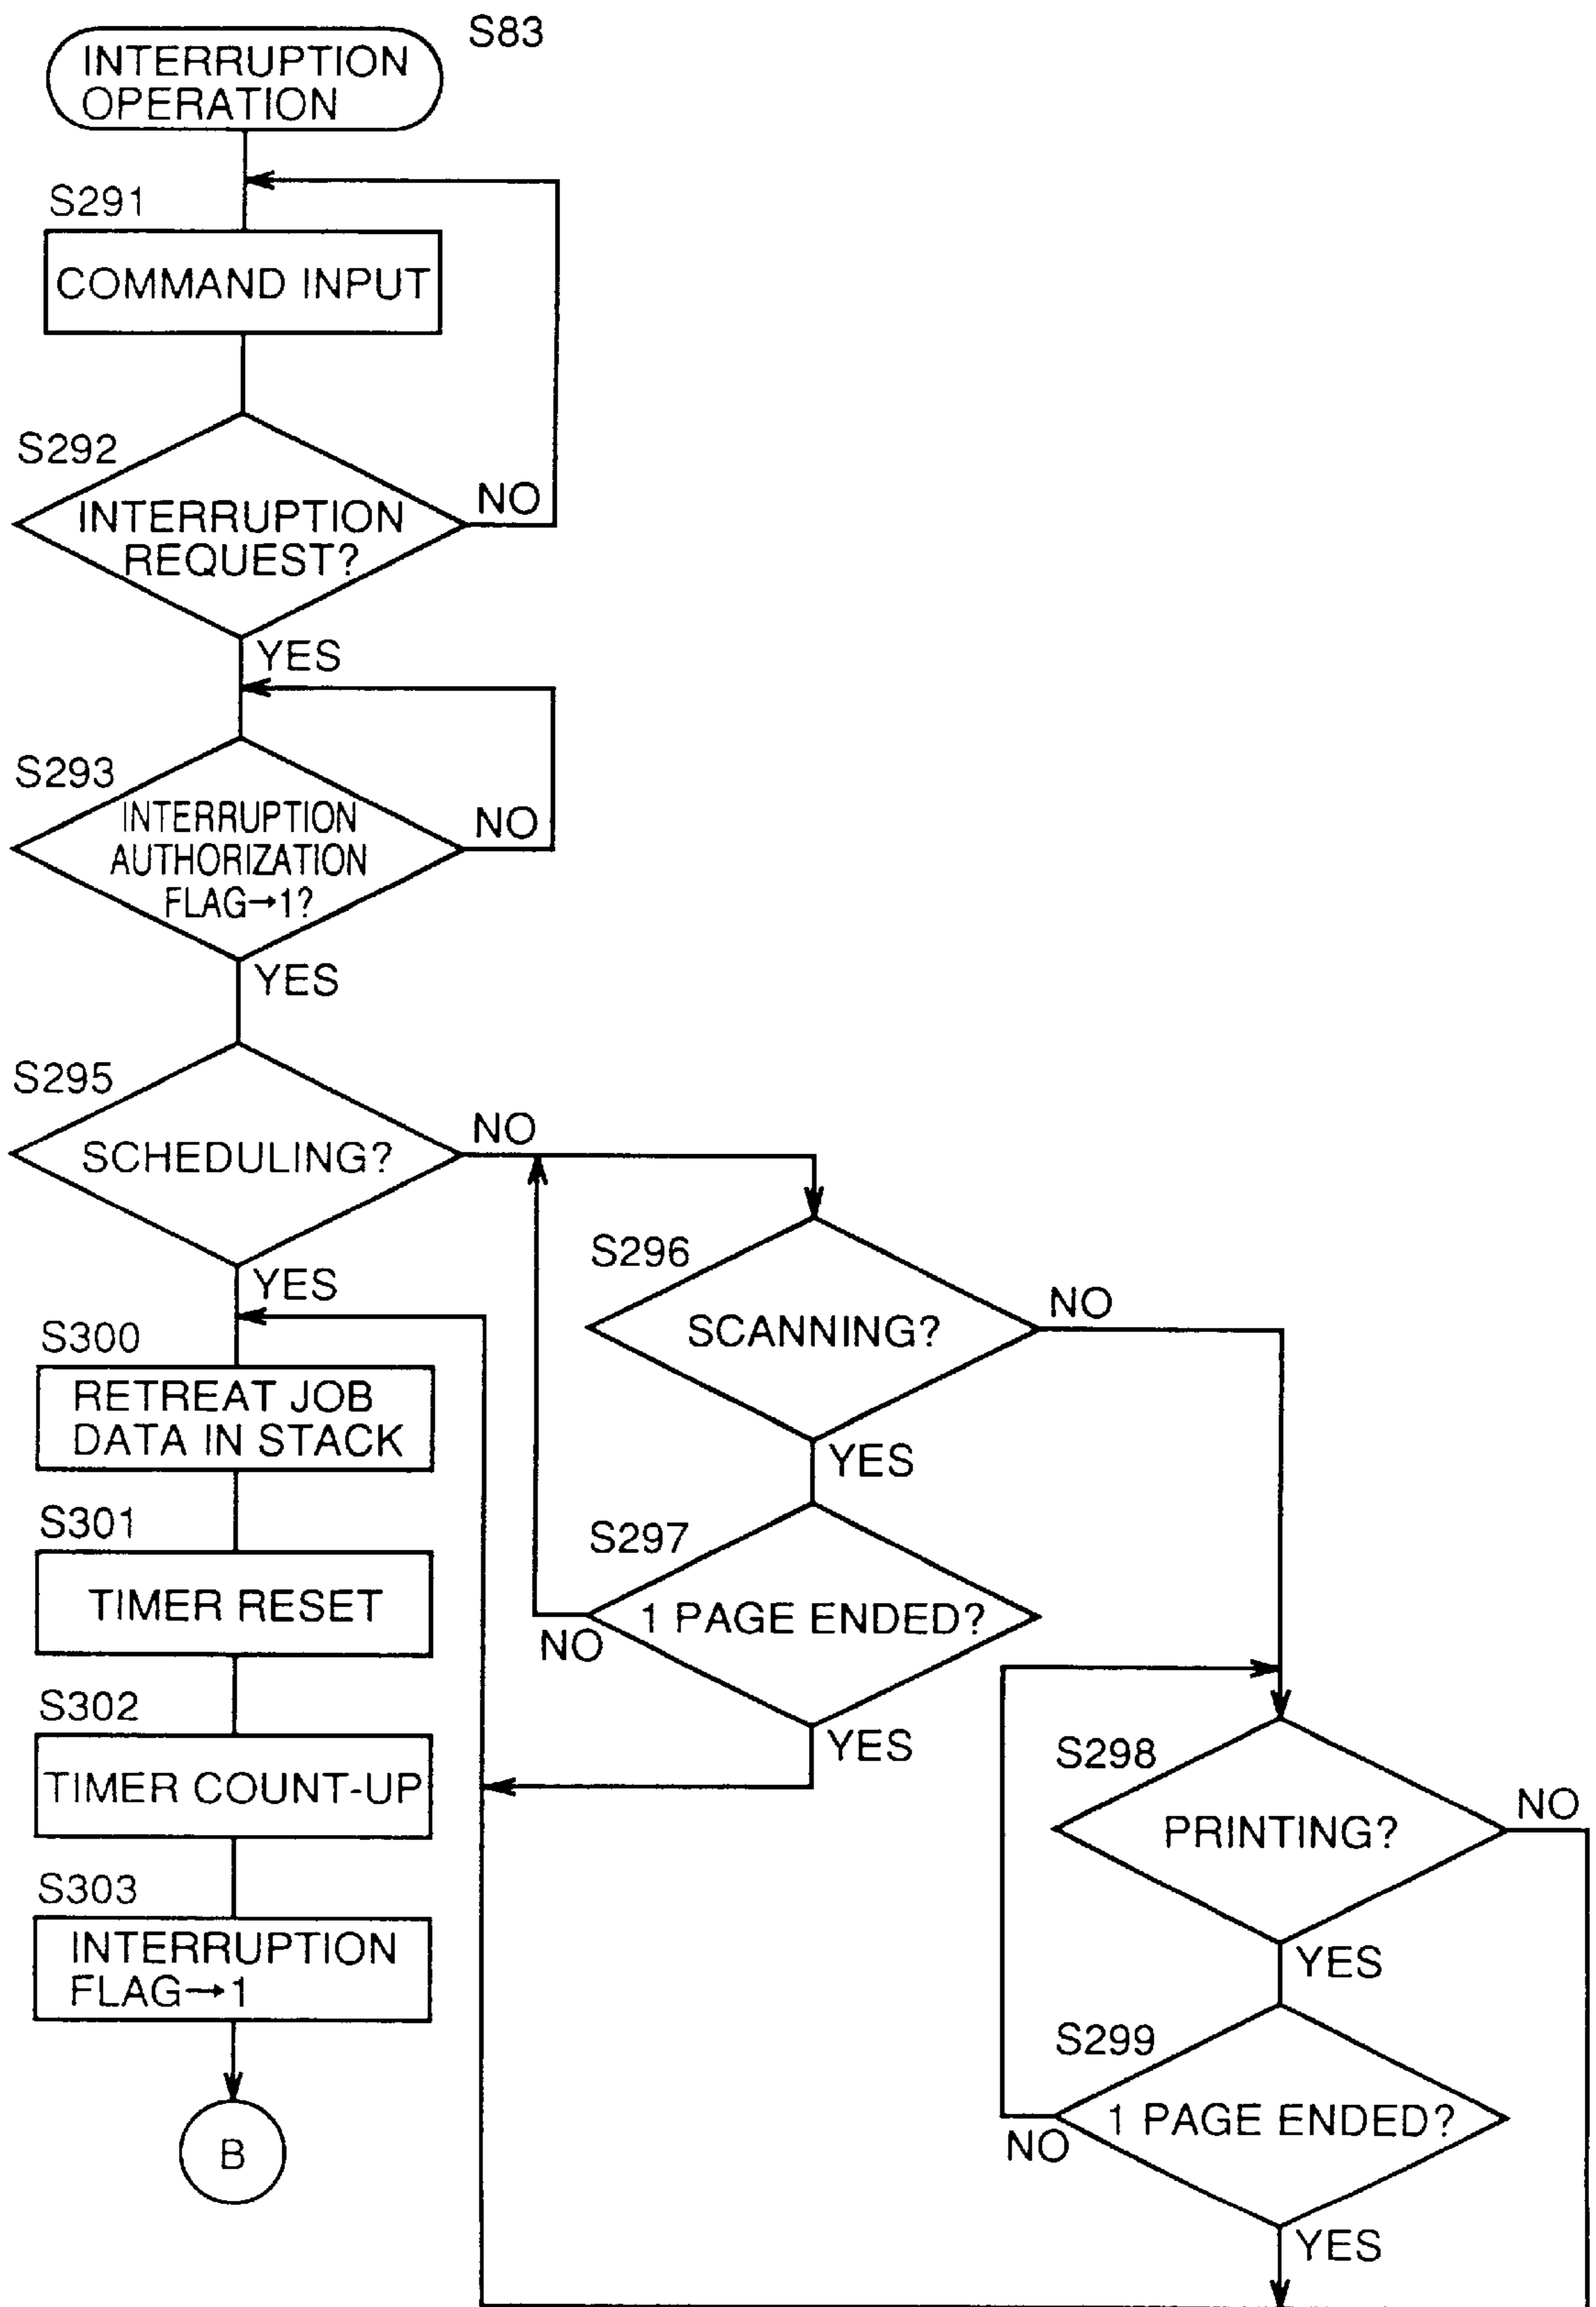 S83
INTERRUPTION
OPERATION
S291
COMMAND INPUT
S292
INTERRUPTION
REQUEST?
NO
YES
S293
INTERRUPTION
AUTHORIZATION
FLAG→1?
NO
YES
S295
SCHEDULING?
NO
YES
S296
SCANNING?
NO
YES
S297
1 PAGE ENDED?
NO
YES
S298
PRINTING?
NO
YES
S299
1 PAGE ENDED?
NO
YES
S300
RETREAT JOB
DATA IN STACK
S301
TIMER RESET
S302
TIMER COUNT-UP
S303
INTERRUPTION
FLAG→1
B